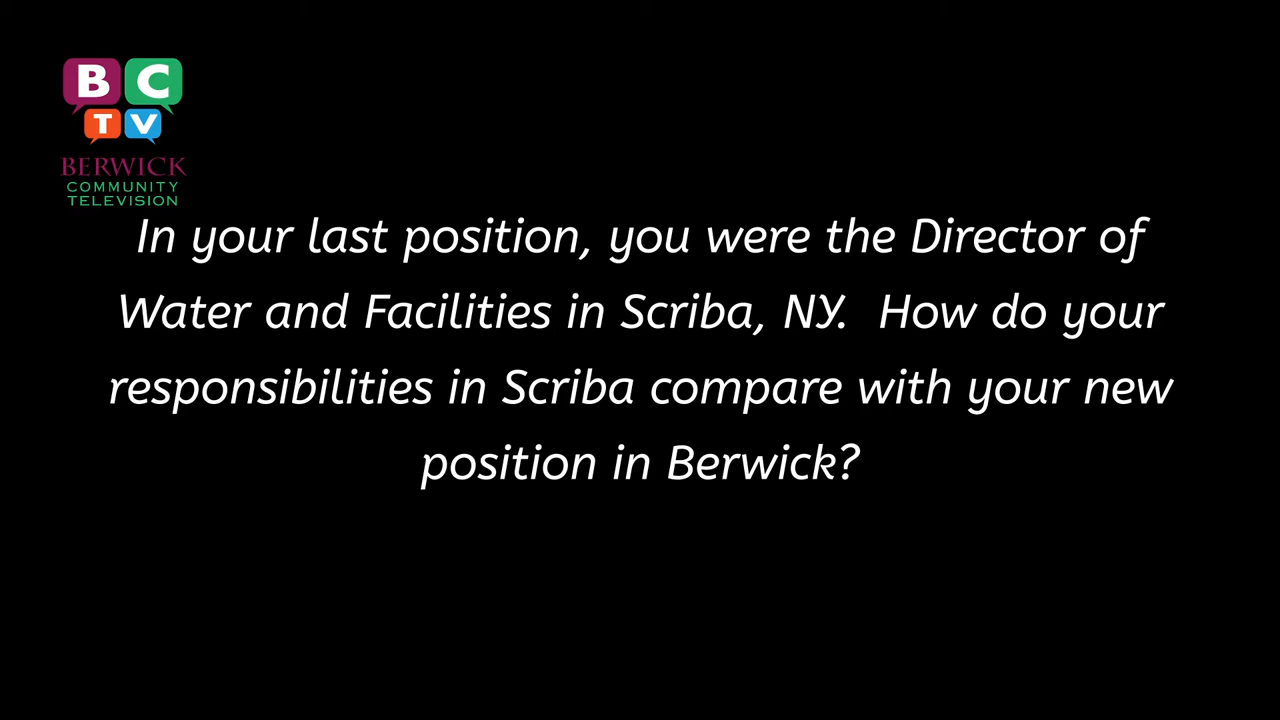 B C
T V
BERWICK
COMMUNITY
TELEVISION
In your last position, you were the Director of
Water and Facilities in Scriba, NY.  How do your
responsibilities in Scriba compare with your new
position in Berwick?